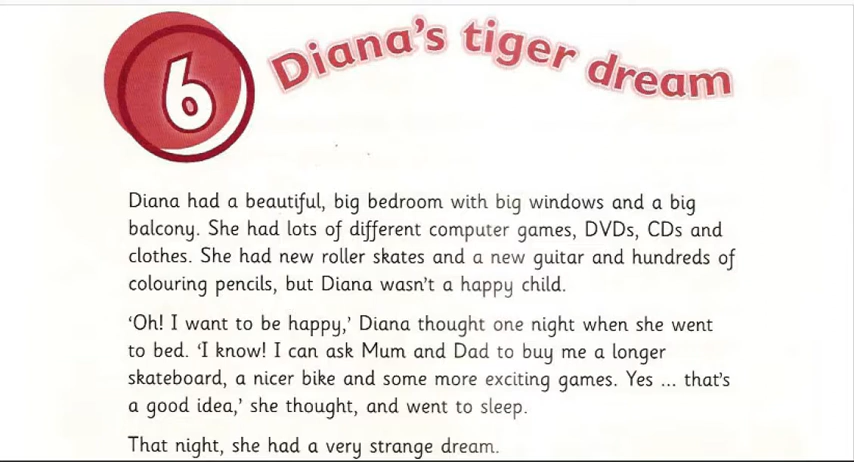 6
Diana's tiger dream
Diana had a beautiful, big bedroom with big windows and a big
balcony. She had lots of different computer games, DVDs, CDs and
clothes. She had new roller skates and a new guitar and hundreds of
colouring pencils, but Diana wasn't a happy child.
‘Oh! I want to be happy,’ Diana thought one night when she went
to bed. ‘I know! I can ask Mum and Dad to buy me a longer
skateboard, a nicer bike and some more exciting games. Yes ... that's
a good idea,’ she thought, and went to sleep.
That night, she had a very strange dream.